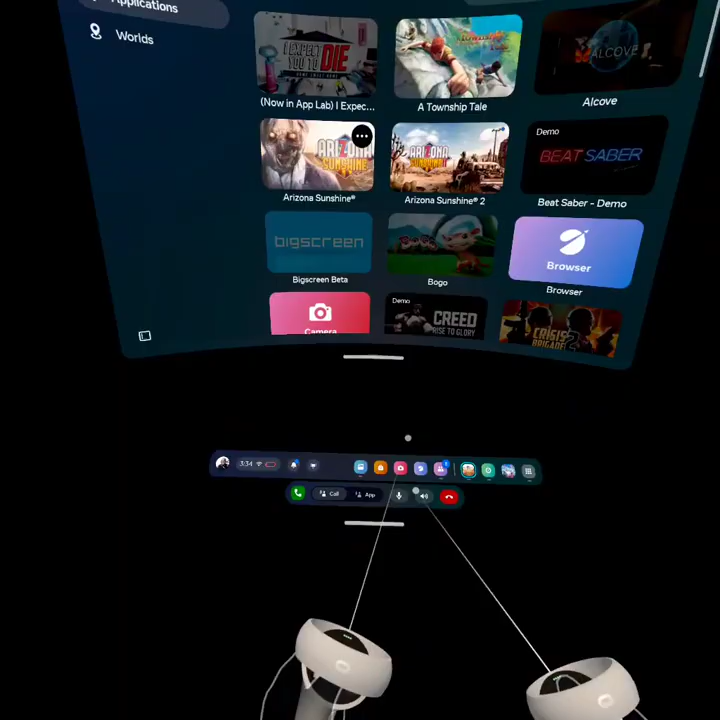 Applications
Worlds
I EXPECT
YOU TO DIE
(Now in App Lab) I Expec...
A Township Tale
ALCOVE
Alcove
ARIZONA
SUNSHINE
Arizona Sunshine®
ARIZONA
SUNSHINE
Arizona Sunshine® 2
Demo
BEAT SABER
Beat Saber - Demo
bigscreen
Bigscreen Beta
Bogo
Browser
Browser
Camera
Demo
CREED
RISE TO GLORY
CRISIS
BRIGADE 2
3:34
Call
App